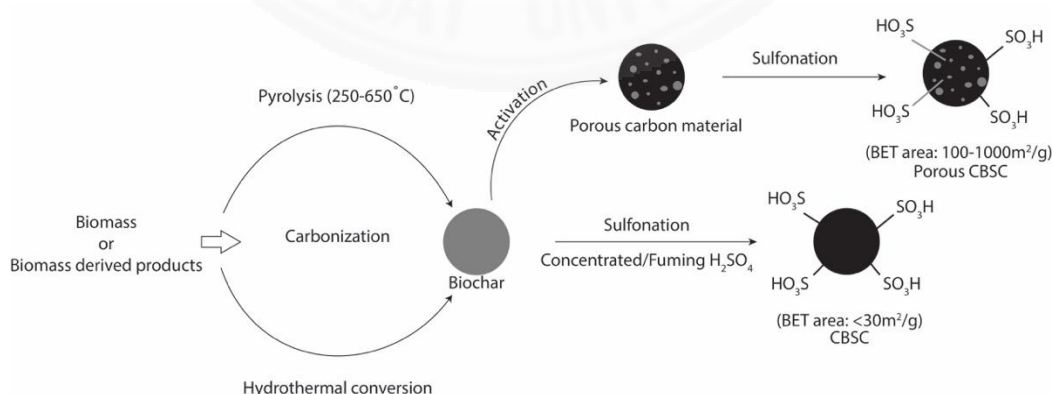 Pyrolysis (250-650°C)
Biomass
or
Biomass derived products
Carbonization
Hydrothermal conversion
Biochar
Activation
Porous carbon material
Sulfonation
HO3S
SO3H
HO3S
SO3H
(BET area: 100-1000m²/g)
Porous CBSC
Sulfonation
Concentrated/Fuming H2SO4
HO3S
SO3H
HO3S
SO3H
(BET area: <30m²/g)
CBSC